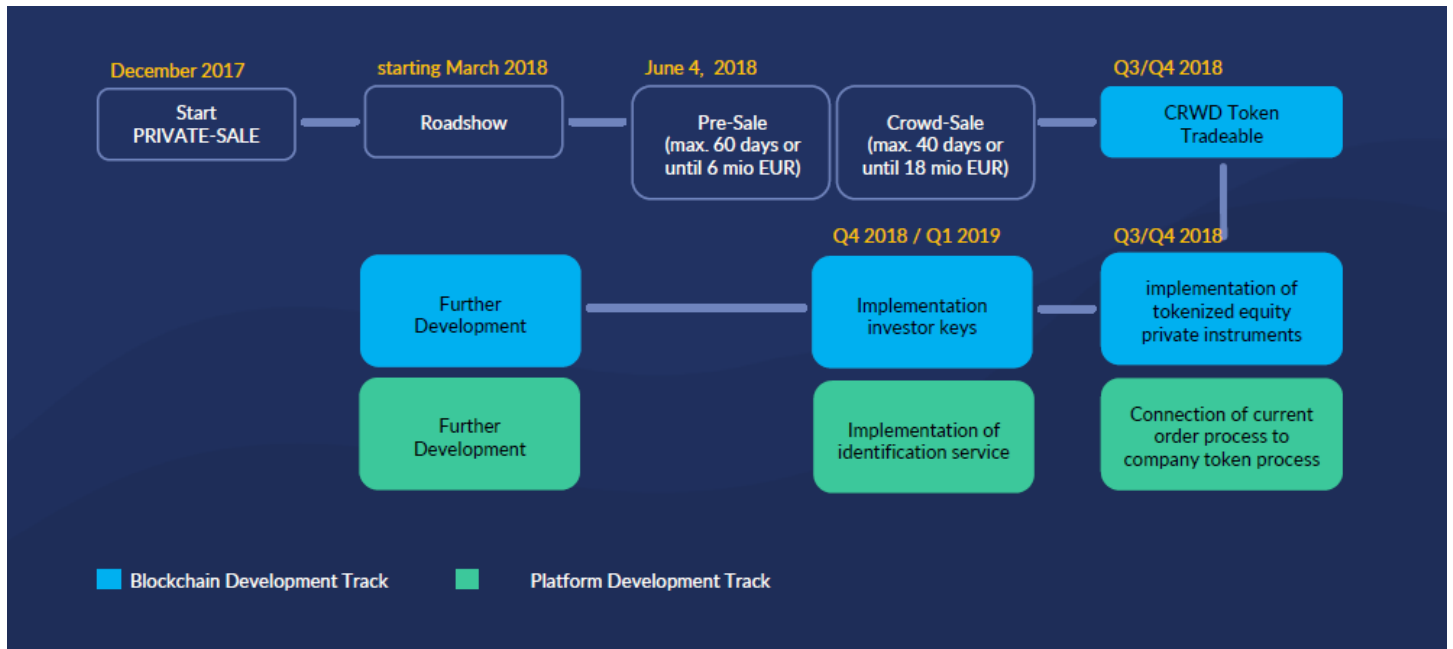 December 2017
Start
PRIVATE-SALE
starting March 2018
Roadshow
June 4, 2018
Pre-Sale
(max. 60 days or
until 6 mio EUR)
Crowd-Sale
(max. 40 days or
until 18 mio EUR)
Q3/Q4 2018
CRWD Token
Tradeable
Further
Development
Q4 2018 / Q1 2019
Implementation
investor keys
Q3/Q4 2018
implementation of
tokenized equity
private instruments
Further
Development
Implementation of
identification service
Connection of current
order process to
company token process
Blockchain Development Track
Platform Development Track